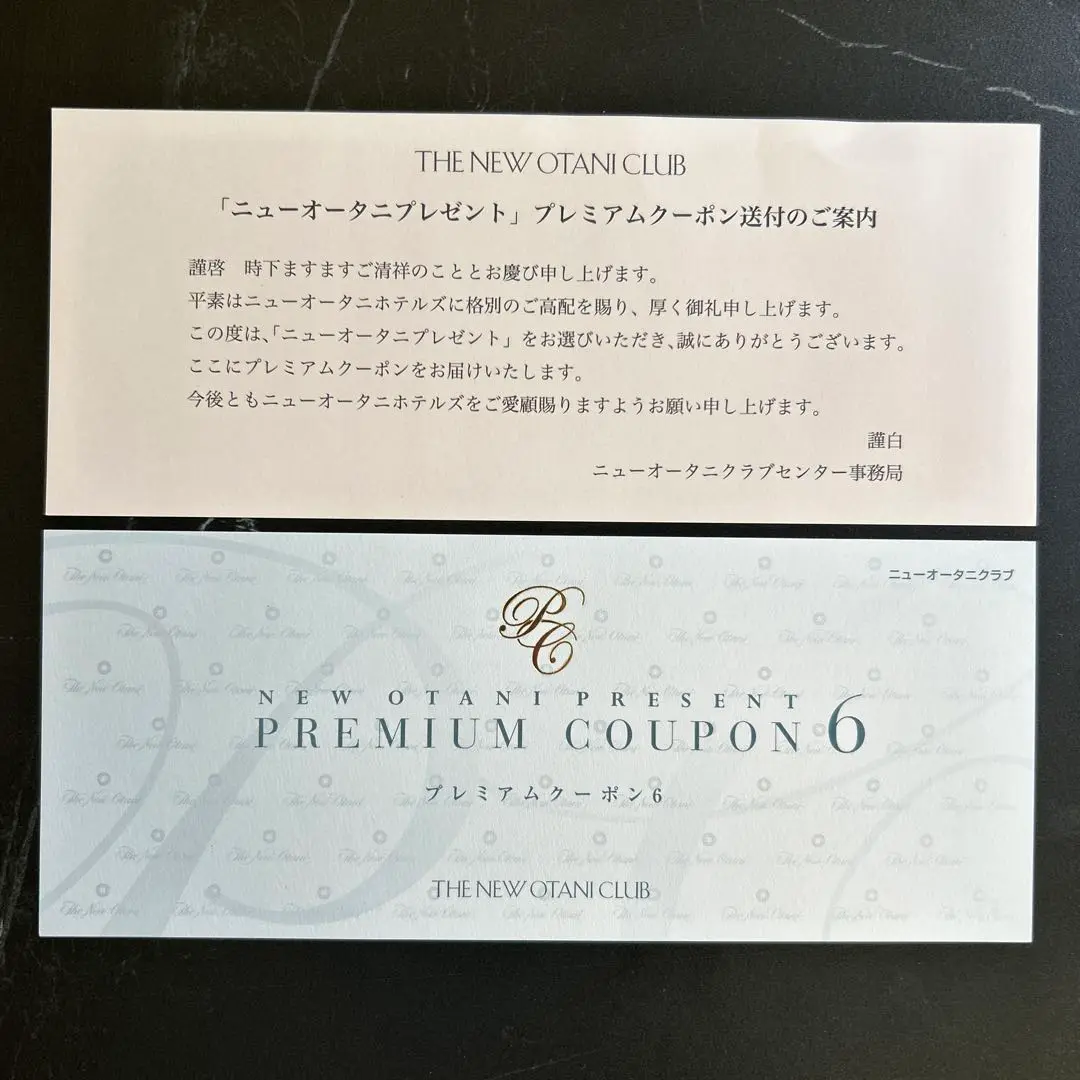 THE NEW OTANI CLUB
「ニューオータニプレゼント」プレミアムクーポン送付のご案内
謹啓　時下ますますご清祥のこととお慶び申し上げます。
平素はニューオータニホテルズに格別のご高配を賜り、厚く御礼申し上げます。
この度は、「ニューオータニプレゼント」をお選びいただき、誠にありがとうございます。
ここにプレミアムクーポンをお届けいたします。
今後ともニューオータニホテルズをご愛顧賜りますようお願い申し上げます。
謹白
ニューオータニクラブセンター事務局
ニューオータニクラブ
PC
NEW OTANI PRESENT
PREMIUM COUPON 6
プレミアムクーポン6
THE NEW OTANI CLUB